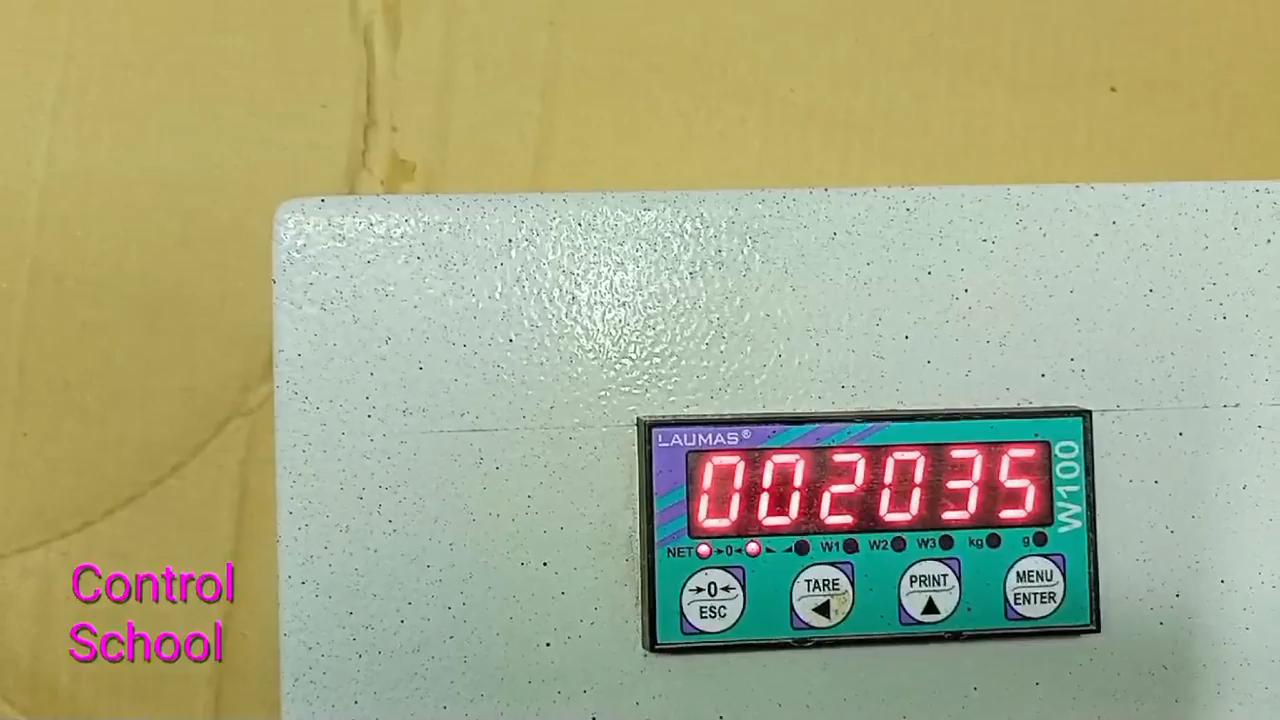 LAUMAS®
002035
W100
NET →0← W1 W2 W3 kg g
→0← ESC
TARE
PRINT
MENU ENTER
Control
School